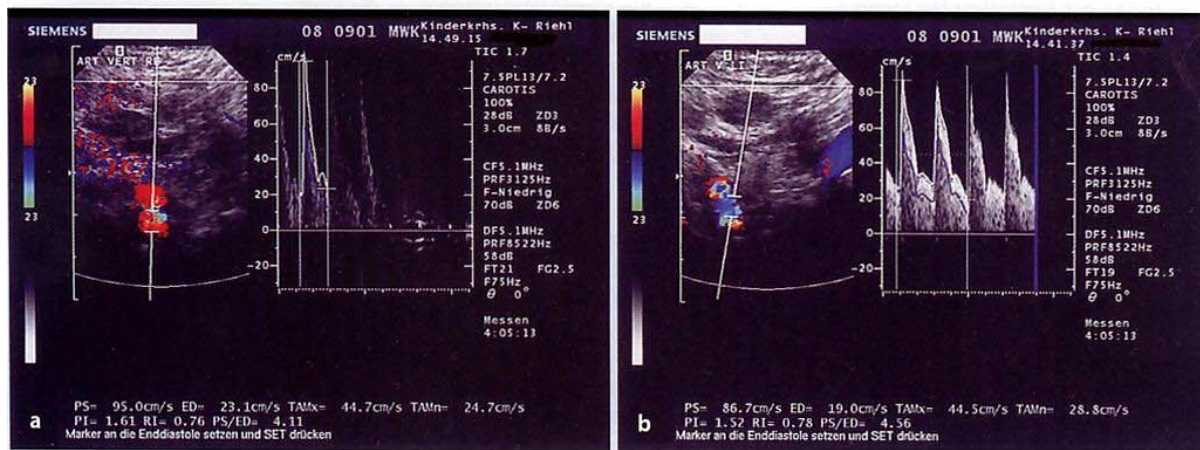 SIEMENS
08 0901 MWK
Kinderkrhs. K- Riehl
14.49.15
TIC 1.7
ART VERT RE
cm/s
23
23
80
60
40
20
0
-20
7.5PL13/7.2
CAROTIS
100%
28dB ZD3
3.0cm 8B/s
CF5.1MHz
PRF3125Hz
F-Niedrig
70dB ZD6
DF5.1MHz
PRF8522Hz
58dB
FT21 FG2.5
F75Hz
θ 0°
Messen
4:05:13
PS= 95.0cm/s ED= 23.1cm/s TAMx= 44.7cm/s TAMn= 24.7cm/s
PI= 1.61 RI= 0.76 PS/ED= 4.11
Marker an die Enddiastole setzen und SET drücken
a
SIEMENS
08 0901 MWK
Kinderkrhs. K- Riehl
14.41.37
TIC 1.4
ART V LI
cm/s
23
23
80
60
40
20
0
-20
7.5PL13/7.2
CAROTIS
100%
28dB ZD3
3.0cm 8B/s
CF5.1MHz
PRF3125Hz
F-Niedrig
70dB ZD6
DF5.1MHz
PRF8522Hz
58dB
FT19 FG2.5
F75Hz
θ 0°
Messen
4:05:13
PS= 86.7cm/s ED= 19.0cm/s TAMx= 44.5cm/s TAMn= 28.8cm/s
PI= 1.52 RI= 0.78 PS/ED= 4.56
Marker an die Enddiastole setzen und SET drücken
b